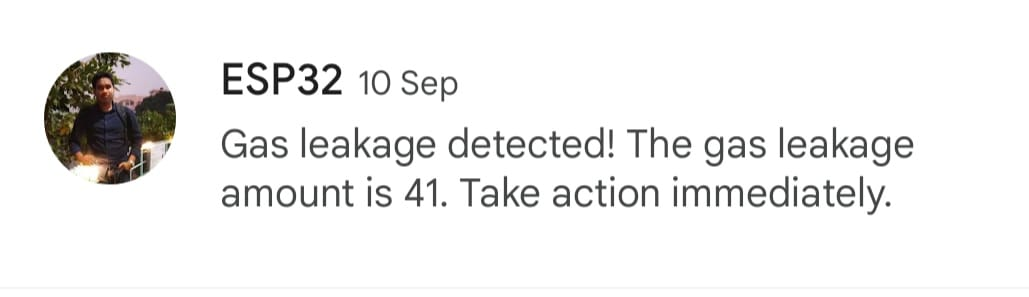 ESP32 10 Sep
Gas leakage detected! The gas leakage
amount is 41. Take action immediately.